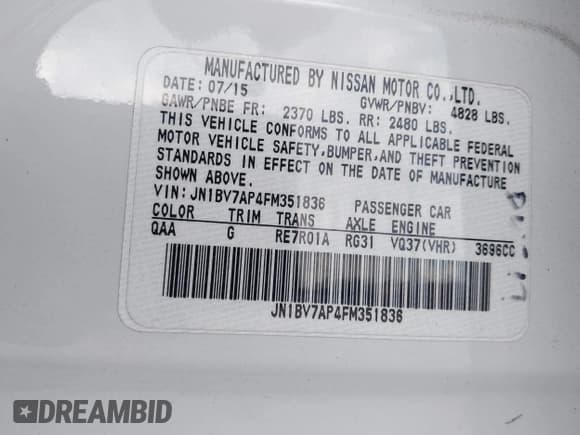 MANUFACTURED BY NISSAN MOTOR CO.,LTD.
DATE: 07/15 GVWR/PNBV: 4828 LBS.
GAWR/PNBE FR: 2370 LBS. RR: 2480 LBS.
THIS VEHICLE CONFORMS TO ALL APPLICABLE FEDERAL
MOTOR VEHICLE SAFETY, BUMPER, AND THEFT PREVENTION
STANDARDS IN EFFECT ON THE DATE OF MANUFACTURE
SHOWN ABOVE.
VIN: JN1BV7AP4FM351836 PASSENGER CAR
COLOR TRIM TRANS AXLE ENGINE
QAA G RE7R01A RG31 VQ37(VHR) 3696CC
JN1BV7AP4FM351836
DREAMBID